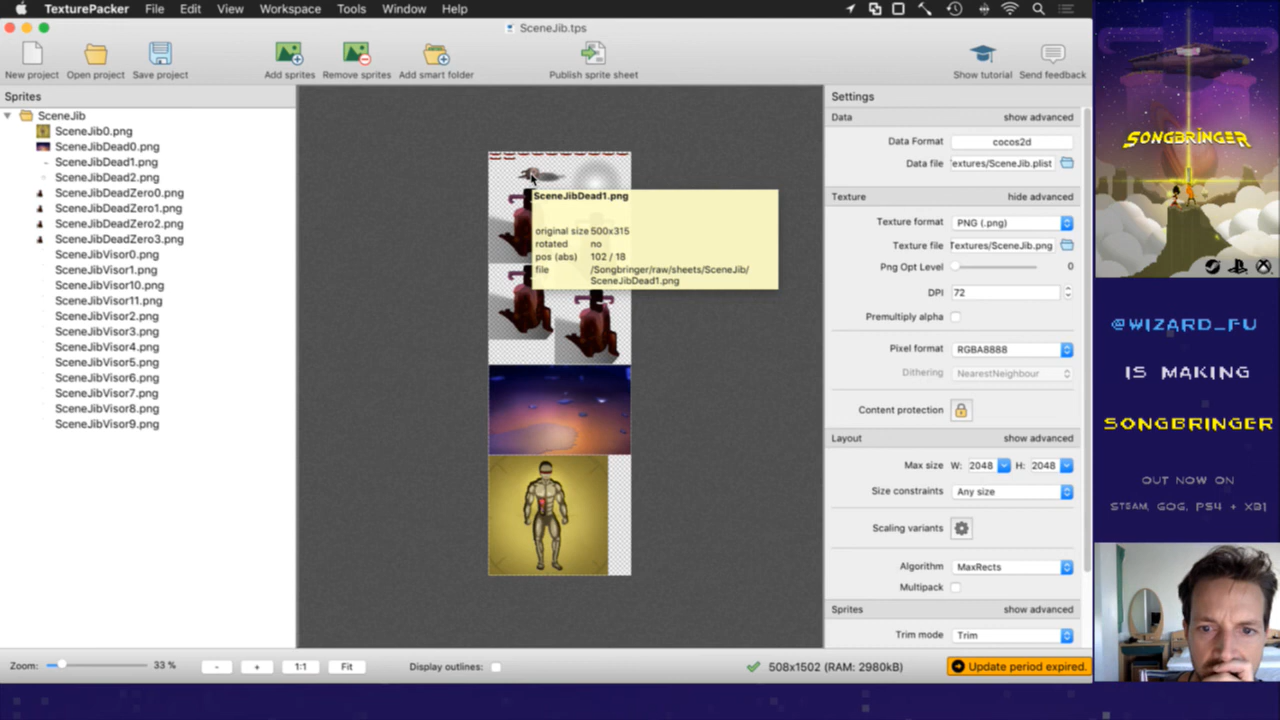 TexturePacker File Edit View Workspace Tools Window Help
SceneJib.tps
New project Open project Save project Add sprites Remove sprites Add smart folder Publish sprite sheet Show tutorial Send feedback
Sprites
SceneJib
SceneJib0.png
SceneJibDead0.png
SceneJibDead1.png
SceneJibDead2.png
SceneJibDeadZero0.png
SceneJibDeadZero1.png
SceneJibDeadZero2.png
SceneJibDeadZero3.png
SceneJibVisor0.png
SceneJibVisor1.png
SceneJibVisor10.png
SceneJibVisor11.png
SceneJibVisor2.png
SceneJibVisor3.png
SceneJibVisor4.png
SceneJibVisor5.png
SceneJibVisor6.png
SceneJibVisor7.png
SceneJibVisor8.png
SceneJibVisor9.png
SceneJibDead1.png
original size 500x315
rotated no
pos (abs) 102 / 18
file /Songbringer/raw/sheets/SceneJib/
SceneJibDead1.png
Settings
Data show advanced
Data Format cocos2d
Data file extures/SceneJib.plist
Texture hide advanced
Texture format PNG (.png)
Texture file Textures/SceneJib.png
Png Opt Level 0
DPI 72
Premultiply alpha
Pixel format RGBA8888
Dithering NearestNeighbour
Content protection
Layout show advanced
Max size W: 2048 H: 2048
Size constraints Any size
Scaling variants
Algorithm MaxRects
Multipack
Sprites show advanced
Trim mode Trim
Zoom: 33 % - + 1:1 Fit Display outlines: 508x1502 (RAM: 2980kB) Update period expired.
SONGBRINGER
@WIZARD_FU
IS MAKING
SONGBRINGER
OUT NOW ON
STEAM, GOG, PS4 + XB1